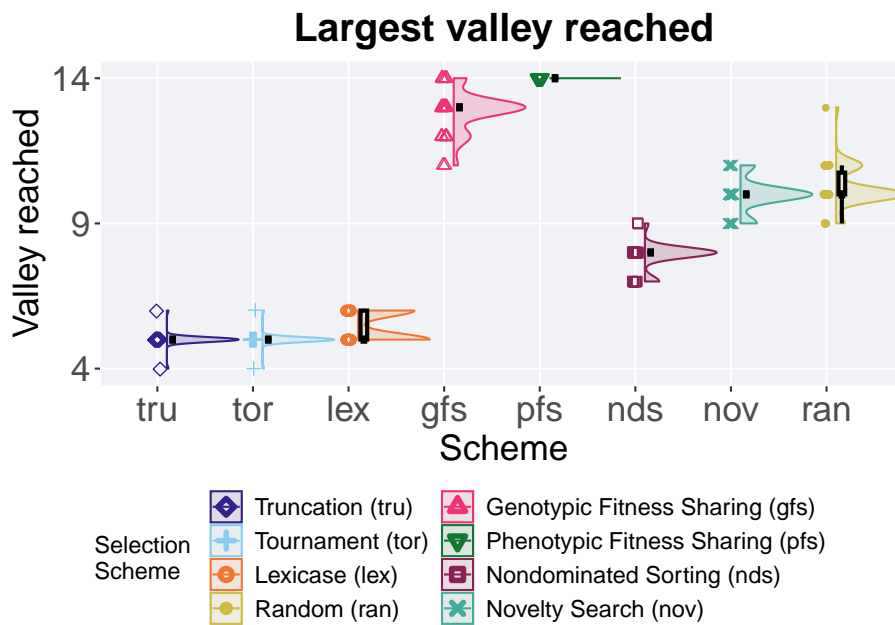 Largest valley reached
Valley reached
14
9
4
tru tor lex gfs pfs nds nov ran
Scheme
Selection
Scheme
Truncation (tru)
Tournament (tor)
Lexicase (lex)
Random (ran)
Genotypic Fitness Sharing (gfs)
Phenotypic Fitness Sharing (pfs)
Nondominated Sorting (nds)
Novelty Search (nov)